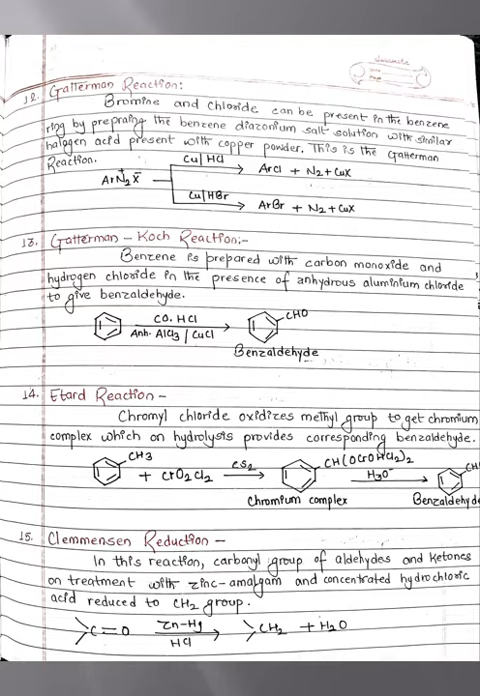 12. Gatterman Reaction:
Bromine and Chloride can be present in the benzene
ring by prepraing the benzene diazonium salt solution with similar
halogen acid present with copper powder. This is the Gatterman
Reaction.
Cu/HCl
ArCl + N2 + CuX
ArN2+ X-
Cu/HBr
ArBr + N2 + CuX
13. Gatterman - Koch Reaction:-
Benzene is prepared with carbon monoxide and
hydrogen chloride in the presence of anhydrous aluminium chloride
to give benzaldehyde.
CO. HCl
Anh. AlCl3 / CuCl
CHO
Benzaldehyde
14. Etard Reaction -
Chromyl chloride oxidizes methyl group to get chromium
complex which on hydrolysis provides corresponding benzaldehyde.
CH3
+ CrO2Cl2
CS2
CH(OCrOHCl2)2
H3O-
CH
Chromium complex
Benzaldehyd
15. Clemmensen Reduction -
In this reaction, carbonyl group of aldehydes and ketones
on treatment with zinc-amalgam and concentrated hydrochloric
acid reduced to CH2 group.
C=O
Zn-Hg
HCl
CH2 + H2O